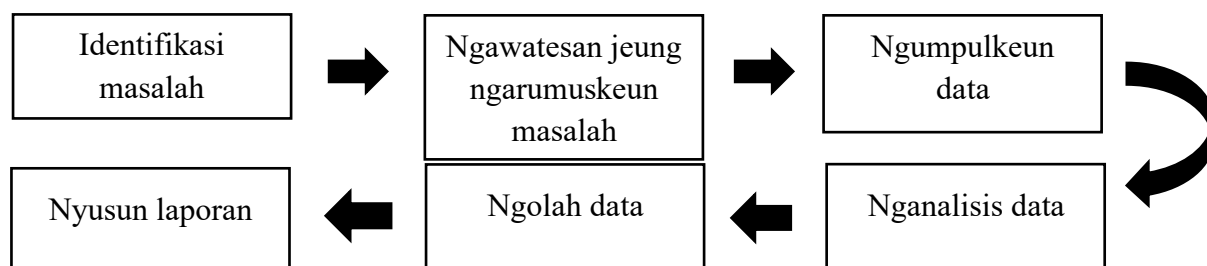 Identifikasi
masalah
Ngawatesan jeung
ngarumuskeun
masalah
Ngumpulkeun
data
Nganalisis data
Ngolah data
Nyusun laporan